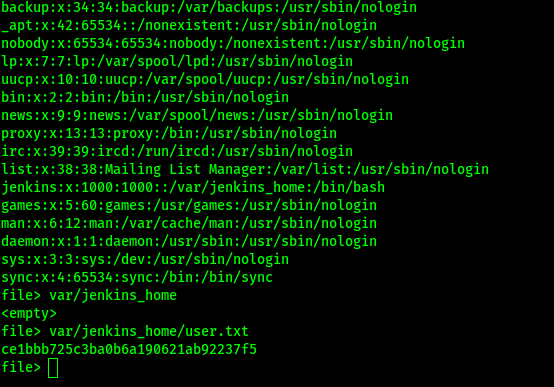 backup:x:34:34:backup:/var/backups:/usr/sbin/nologin
_apt:x:42:65534::/nonexistent:/usr/sbin/nologin
nobody:x:65534:65534:nobody:/nonexistent:/usr/sbin/nologin
lp:x:7:7:lp:/var/spool/lpd:/usr/sbin/nologin
uucp:x:10:10:uucp:/var/spool/uucp:/usr/sbin/nologin
bin:x:2:2:bin:/bin:/usr/sbin/nologin
news:x:9:9:news:/var/spool/news:/usr/sbin/nologin
proxy:x:13:13:proxy:/bin:/usr/sbin/nologin
irc:x:39:39:ircd:/run/ircd:/usr/sbin/nologin
list:x:38:38:Mailing List Manager:/var/list:/usr/sbin/nologin
jenkins:x:1000:1000::/var/jenkins_home:/bin/bash
games:x:5:60:games:/usr/games:/usr/sbin/nologin
man:x:6:12:man:/var/cache/man:/usr/sbin/nologin
daemon:x:1:1:daemon:/usr/sbin:/usr/sbin/nologin
sys:x:3:3:sys:/dev:/usr/sbin/nologin
sync:x:4:65534:sync:/bin:/bin/sync
file> var/jenkins_home
<empty>
file> var/jenkins_home/user.txt
ce1bbb725c3ba0b6a190621ab92237f5
file>